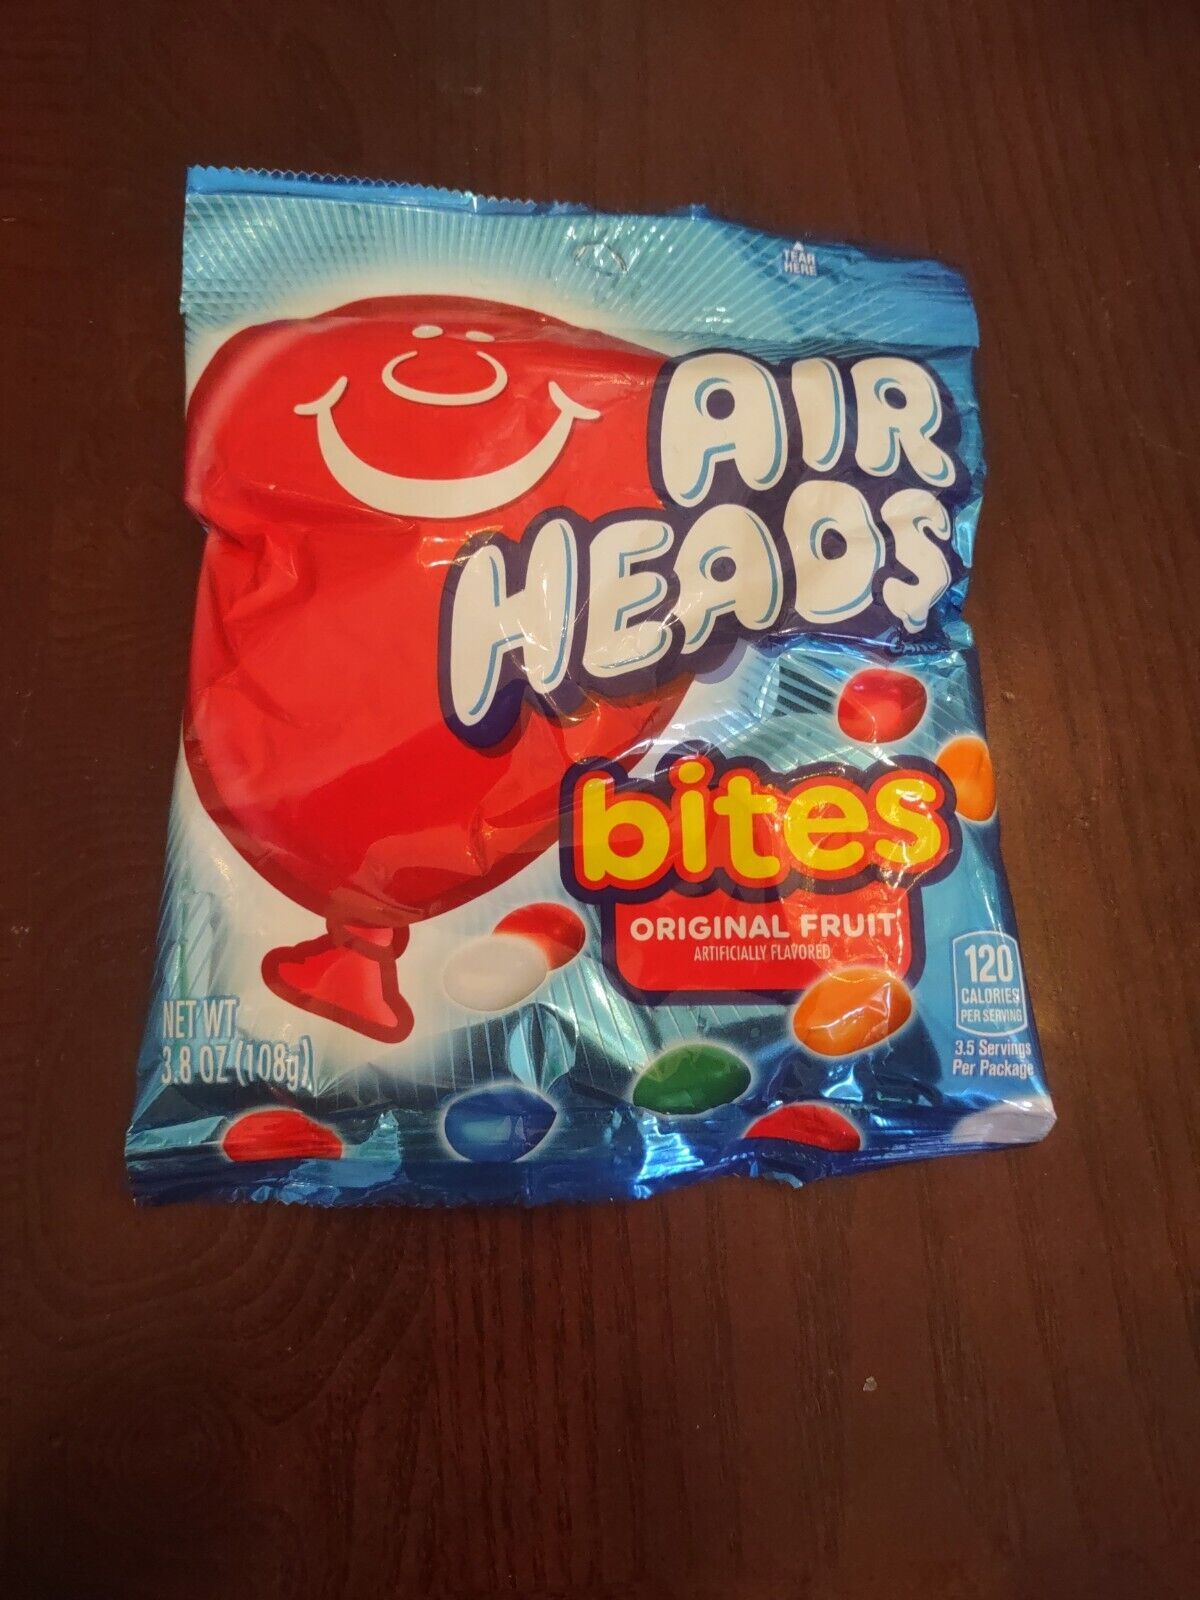 TEAR
HERE
AIR
HEADS
CANDY
bites
ORIGINAL FRUIT
ARTIFICIALLY FLAVORED
120
CALORIES
PER SERVING
3.5 Servings
Per Package
NET WT
3.8 OZ (108g)